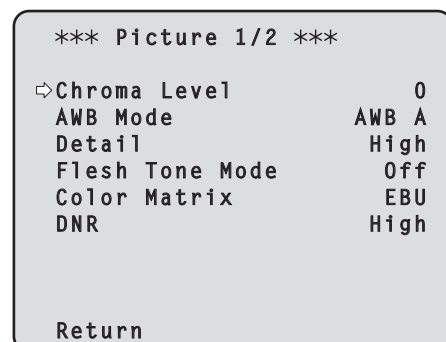 *** Picture 1/2 ***
⇨Chroma Level 0
AWB Mode AWB A
Detail High
Flesh Tone Mode Off
Color Matrix EBU
DNR High
Return